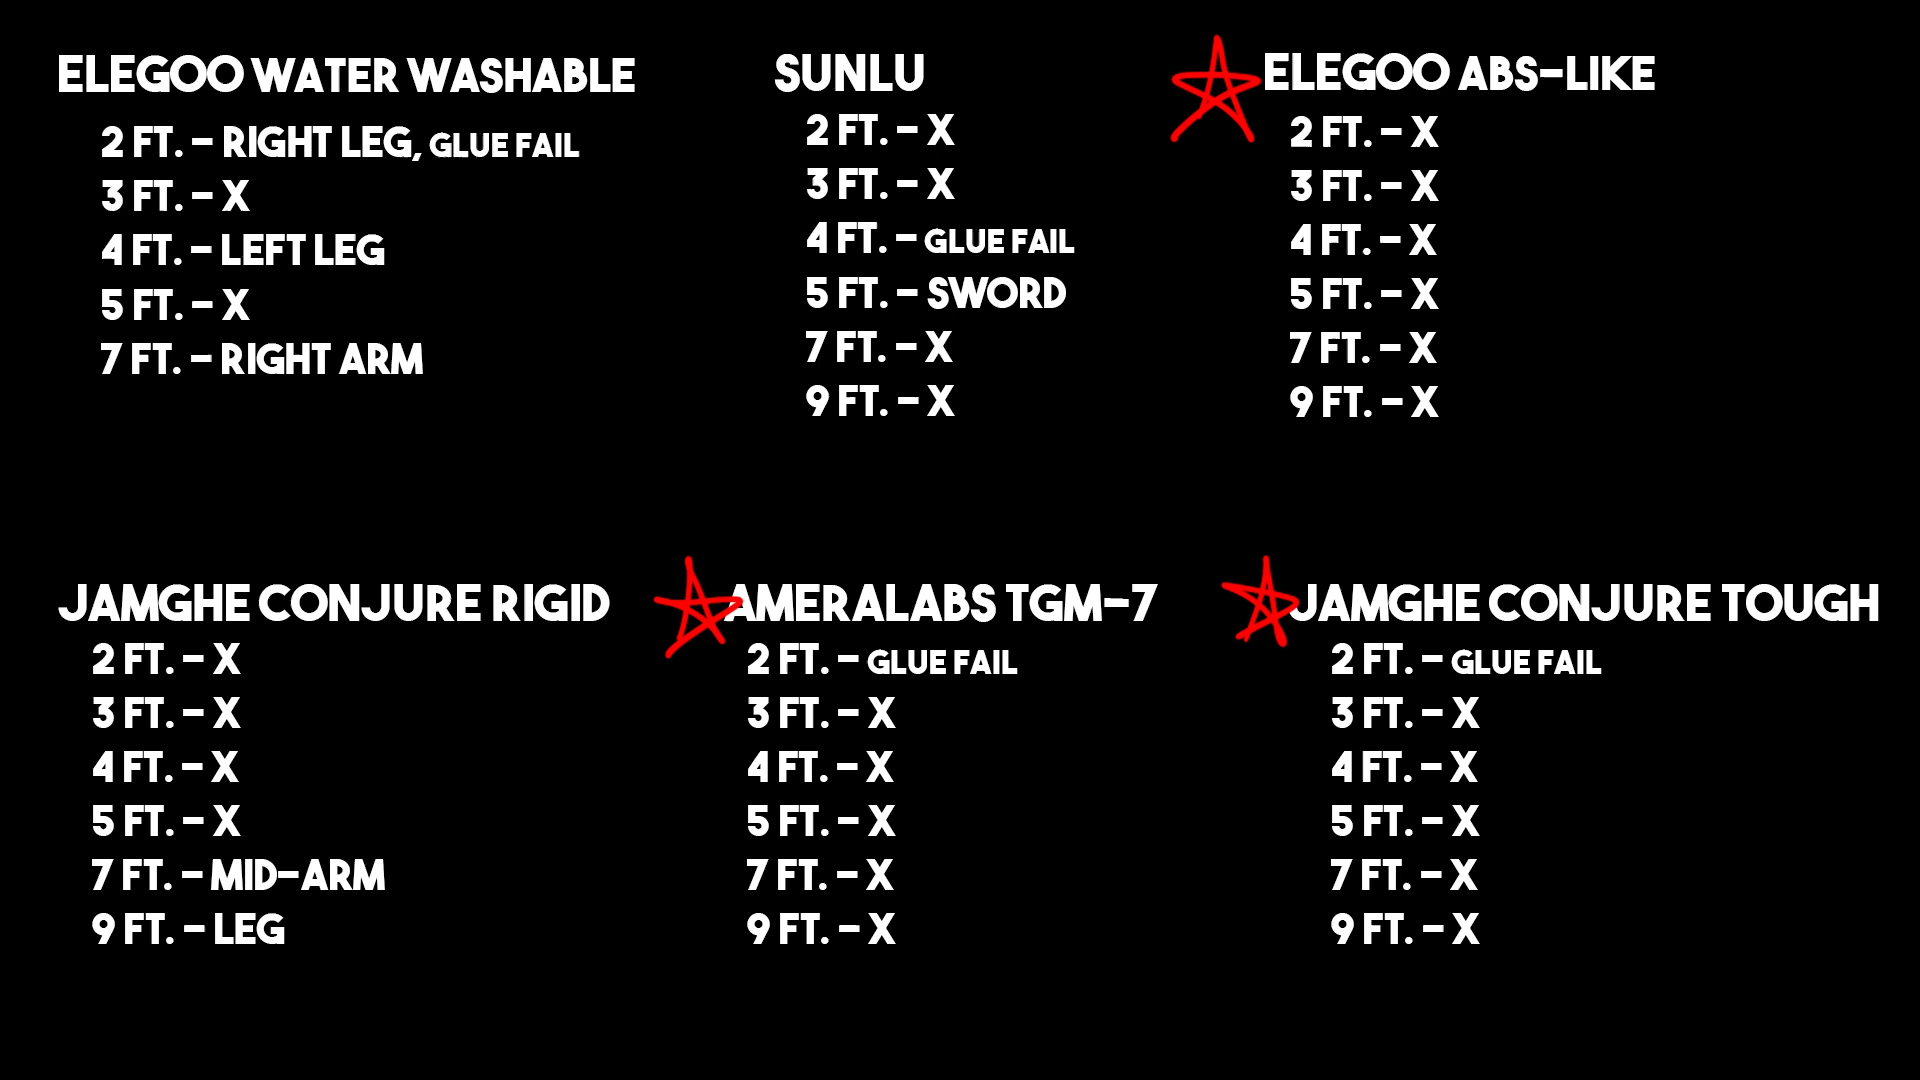 ELEGOO WATER WASHABLE
2 FT. - RIGHT LEG, GLUE FAIL
3 FT. - X
4 FT. - LEFT LEG
5 FT. - X
7 FT. - RIGHT ARM
SUNLU
2 FT. - X
3 FT. - X
4 FT. - GLUE FAIL
5 FT. - SWORD
7 FT. - X
9 FT. - X
ELEGOO ABS-LIKE
2 FT. - X
3 FT. - X
4 FT. - X
5 FT. - X
7 FT. - X
9 FT. - X
JAMGHE CONJURE RIGID
2 FT. - X
3 FT. - X
4 FT. - X
5 FT. - X
7 FT. - MID-ARM
9 FT. - LEG
AMERALABS TGM-7
2 FT. - GLUE FAIL
3 FT. - X
4 FT. - X
5 FT. - X
7 FT. - X
9 FT. - X
JAMGHE CONJURE TOUGH
2 FT. - GLUE FAIL
3 FT. - X
4 FT. - X
5 FT. - X
7 FT. - X
9 FT. - X